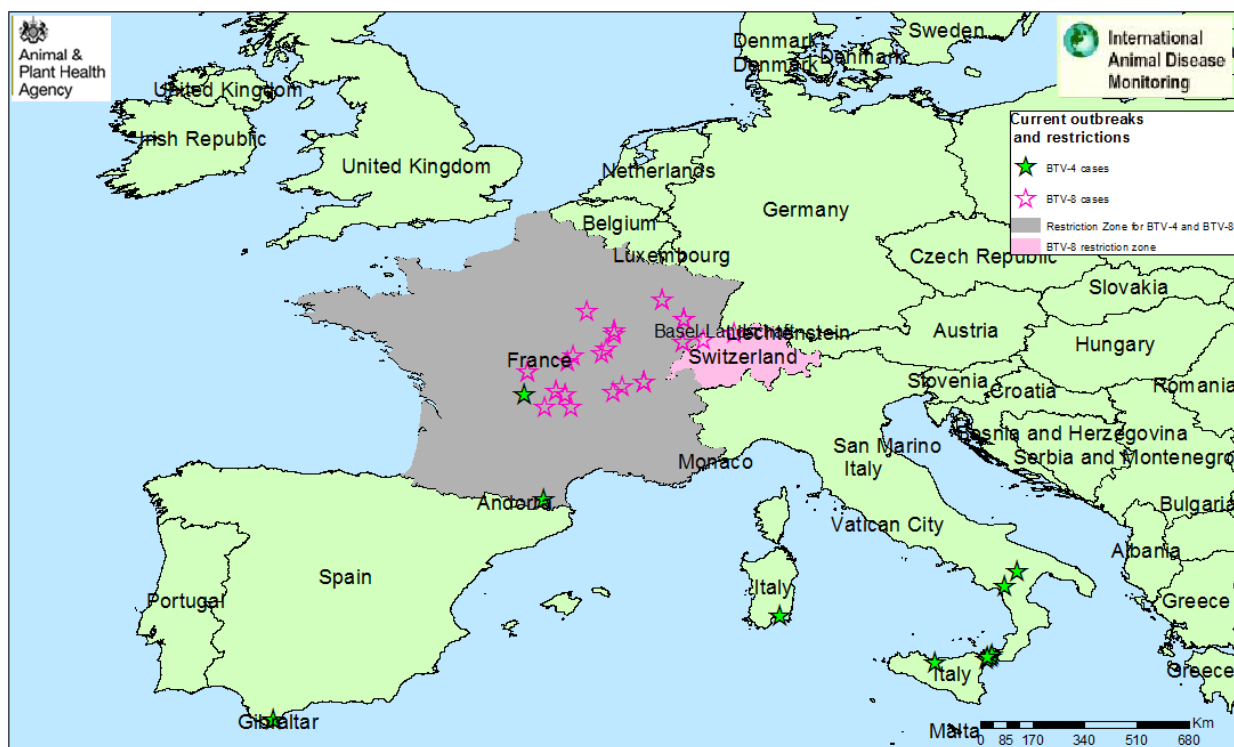 Animal &
Plant Health
Agency
International
Animal Disease
Monitoring
Current outbreaks
and restrictions
BTV-4 cases
BTV-8 cases
Restriction Zone for BTV-4 and BTV-8
BTV-8 restriction zone
Sweden
Denmark
Denmark
Denmark
United Kingdom
Irish Republic
United Kingdom
Netherlands
Germany
Belgium
Luxembourg
Czech Republic
Slovakia
Basel-Landschaft
Liechtenstein
Austria
Switzerland
Hungary
France
Slovenia
Croatia
Romania
Bosnia and Herzegovina
San Marino
Italy
Serbia and Montenegro
Monaco
Andorra
Bulgaria
Vatican City
Albania
Spain
Portugal
Italy
Greece
Italy
Greece
Gibraltar
Malta
Km
0 85 170 340 510 680